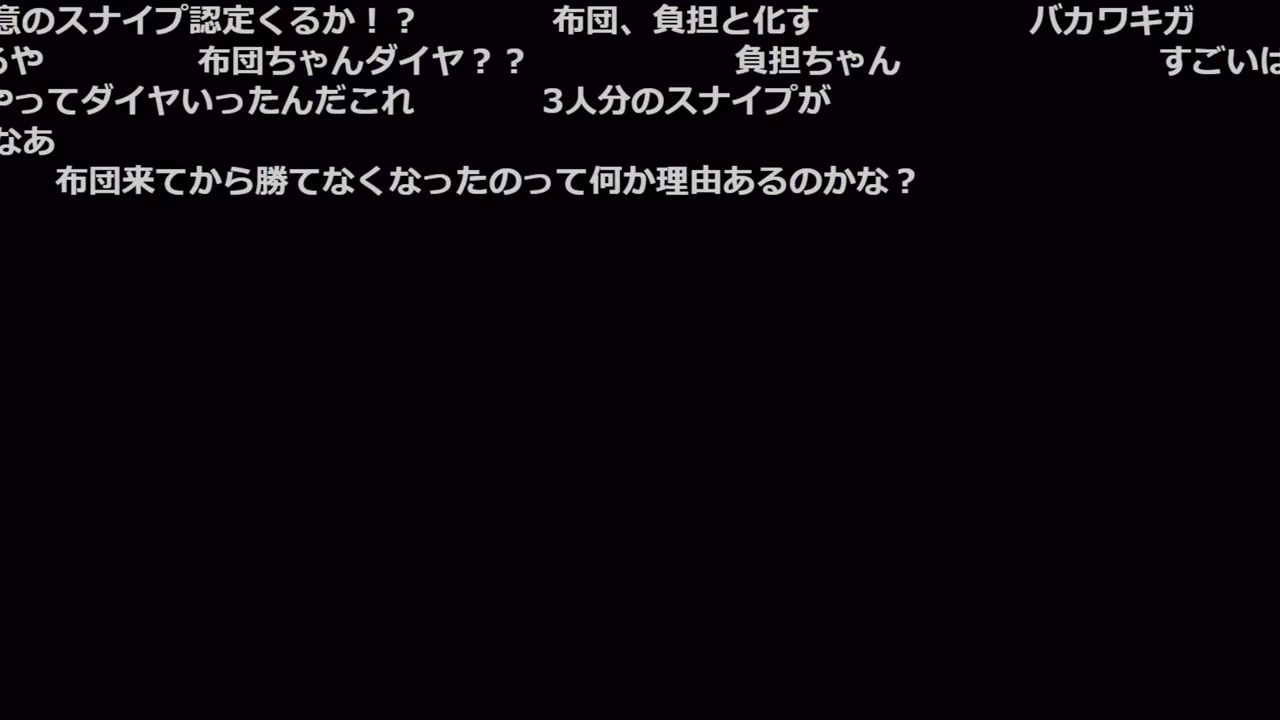 意のスナイプ認定くるか！？ 布団、負担と化す バカワキガ
るや 布団ちゃんダイヤ？？ 負担ちゃん すごいは
やってダイヤいったんだこれ 3人分のスナイプが
なあ
布団来てから勝てなくなったのって何か理由あるのかな？